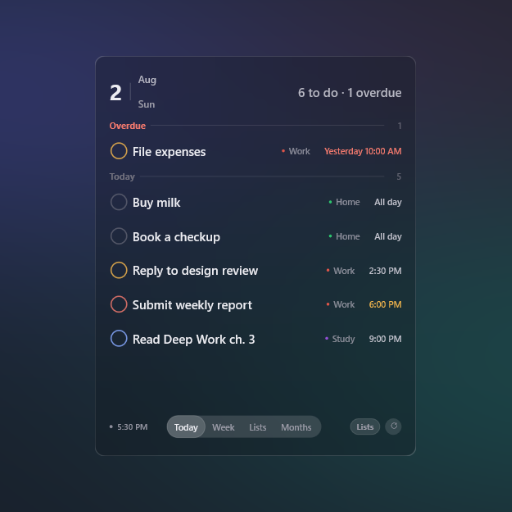 2
Aug
Sun
6 to do · 1 overdue
Overdue 1
File expenses • Work Yesterday 10:00 AM
Today 5
Buy milk • Home All day
Book a checkup • Home All day
Reply to design review • Work 2:30 PM
Submit weekly report • Work 6:00 PM
Read Deep Work ch. 3 • Study 9:00 PM
• 5:30 PM Today Week Lists Months Lists